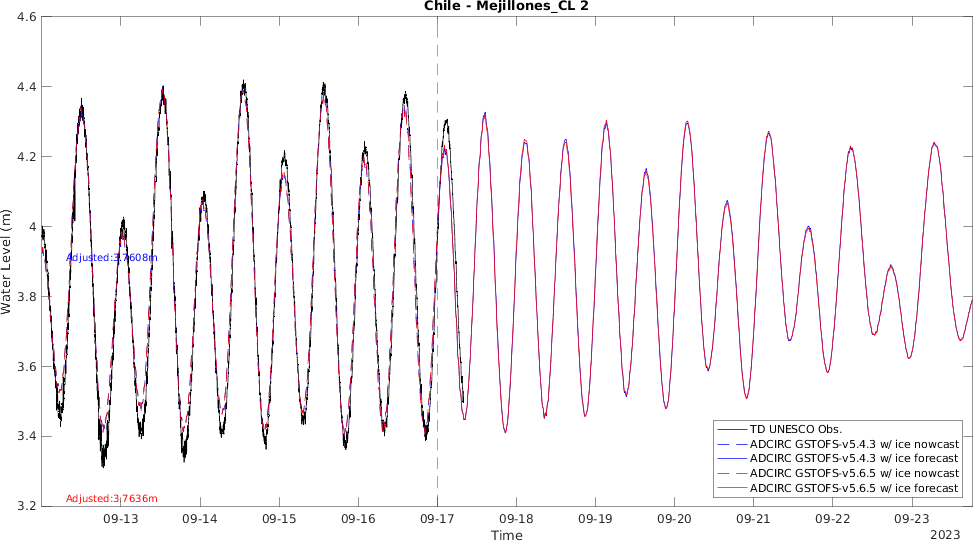 Chile - Mejillones_CL 2
4.6
4.4
4.2
4
3.8
3.6
3.4
3.2
Water Level (m)
Adjusted:3.7608m
Adjusted:3.7636m
TD UNESCO Obs.
ADCIRC GSTOFS-v5.4.3 w/ ice nowcast
ADCIRC GSTOFS-v5.4.3 w/ ice forecast
ADCIRC GSTOFS-v5.6.5 w/ ice nowcast
ADCIRC GSTOFS-v5.6.5 w/ ice forecast
09-13 09-14 09-15 09-16 09-17 09-18 09-19 09-20 09-21 09-22 09-23
Time
2023